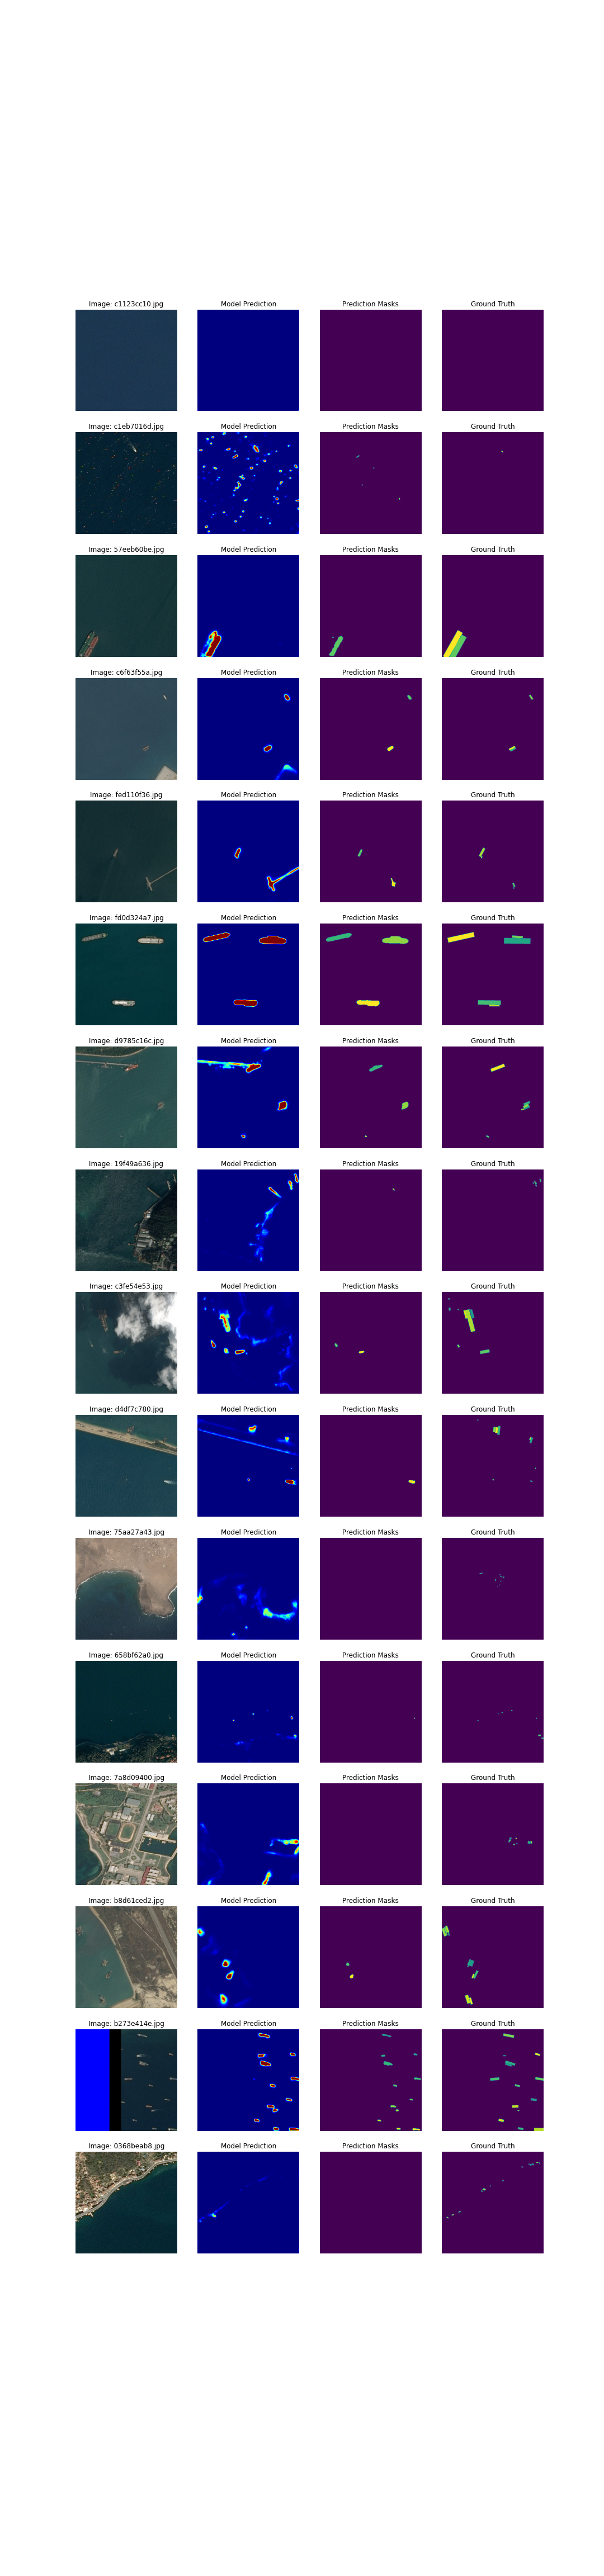 Image: c1123cc10.jpg Model Prediction Prediction Masks Ground Truth
Image: c1eb7016d.jpg Model Prediction Prediction Masks Ground Truth
Image: 57eeb60be.jpg Model Prediction Prediction Masks Ground Truth
Image: c6f63f55a.jpg Model Prediction Prediction Masks Ground Truth
Image: fed110f36.jpg Model Prediction Prediction Masks Ground Truth
Image: fd0d324a7.jpg Model Prediction Prediction Masks Ground Truth
Image: d9785c16c.jpg Model Prediction Prediction Masks Ground Truth
Image: 19f49a636.jpg Model Prediction Prediction Masks Ground Truth
Image: c3fe54e53.jpg Model Prediction Prediction Masks Ground Truth
Image: d4df7c780.jpg Model Prediction Prediction Masks Ground Truth
Image: 75aa27a43.jpg Model Prediction Prediction Masks Ground Truth
Image: 658bf62a0.jpg Model Prediction Prediction Masks Ground Truth
Image: 7a8d09400.jpg Model Prediction Prediction Masks Ground Truth
Image: b8d61ced2.jpg Model Prediction Prediction Masks Ground Truth
Image: b273e414e.jpg Model Prediction Prediction Masks Ground Truth
Image: 0368beab8.jpg Model Prediction Prediction Masks Ground Truth